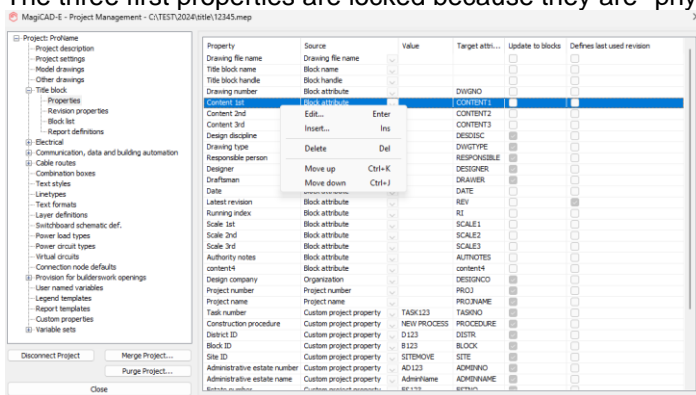 The three first properties are locked because they are "phy
MagiCAD-E - Project Management - C:\TEST\2024\title\12345.mep
Project: ProName
Project description
Project settings
Model drawings
Other drawings
Title block
Properties
Revision properties
Block list
Report definitions
Electrical
Communication, data and building automation
Cable routes
Combination boxes
Text styles
Linetypes
Text formats
Layer definitions
Switchboard schematic def.
Power load types
Power circuit types
Virtual circuits
Connection node defaults
Provision for builderswork openings
User named variables
Legend templates
Report templates
Custom properties
Variable sets
Disconnect Project Merge Project...
Purge Project...
Close
Property Source Value Target attri... Update to blocks Defines last used revision
Drawing file name Drawing file name
Title block name Block name
Title block handle Block handle
Drawing number Block attribute DWGNO
Content 1st Block attribute CONTENT1
Content 2nd CONTENT2
Content 3rd CONTENT3
Design discipline DESDISC
Drawing type DWGTYPE
Responsible person RESPONSIBLE
Designer DESIGNER
Draftsman DRAWER
Date DATE
Latest revision Block attribute REV
Running index Block attribute RI
Scale 1st Block attribute SCALE1
Scale 2nd Block attribute SCALE2
Scale 3rd Block attribute SCALE3
Authority notes Block attribute AUTNOTES
content4 Block attribute content4
Design company Organization DESIGNCO
Project number Project number PROJ
Project name Project name PROJNAME
Task number Custom project property TASK123 TASKNO
Construction procedure Custom project property NEW PROCESS PROCEDURE
District ID Custom project property D123 DISTR
Block ID Custom project property B123 BLOCK
Site ID Custom project property SITEMOVE SITE
Administrative estate number Custom project property AD123 ADMINNO
Administrative estate name Custom project property AdminName ADMINNAME
Edit... Enter
Insert... Ins
Delete Del
Move up Ctrl+K
Move down Ctrl+J